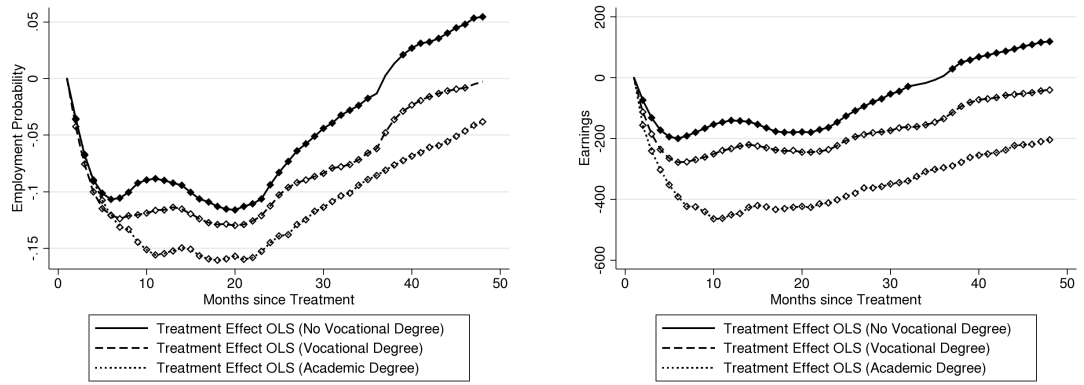 Employment Probability
.05
0
-.05
-.1
-.15
0 10 20 30 40 50
Months since Treatment
Treatment Effect OLS (No Vocational Degree)
Treatment Effect OLS (Vocational Degree)
Treatment Effect OLS (Academic Degree)
Earnings
200
0
-200
-400
-600
0 10 20 30 40 50
Months since Treatment
Treatment Effect OLS (No Vocational Degree)
Treatment Effect OLS (Vocational Degree)
Treatment Effect OLS (Academic Degree)